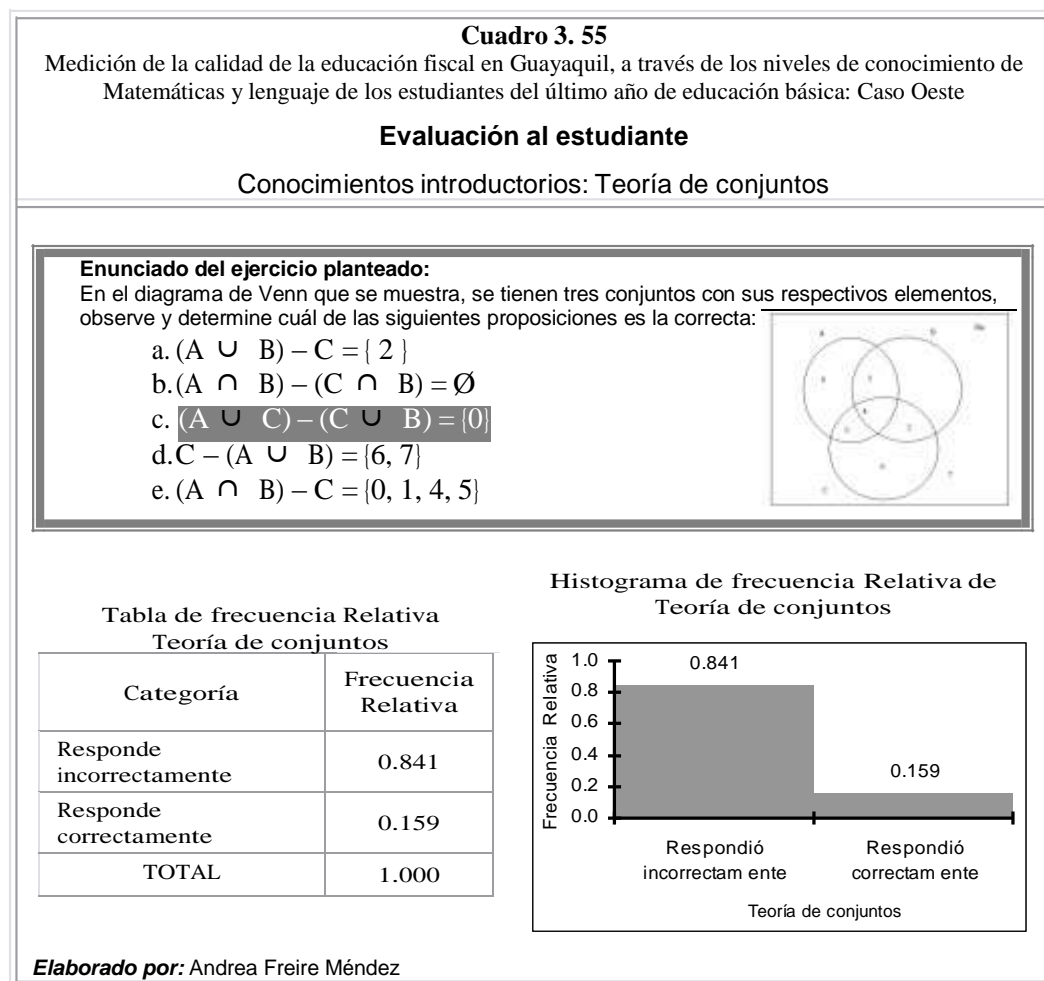 Cuadro 3. 55
Medición de la calidad de la educación fiscal en Guayaquil, a través de los niveles de conocimiento de
Matemáticas y lenguaje de los estudiantes del último año de educación básica: Caso Oeste
Evaluación al estudiante
Conocimientos introductorios: Teoría de conjuntos
Enunciado del ejercicio planteado:
En el diagrama de Venn que se muestra, se tienen tres conjuntos con sus respectivos elementos,
observe y determine cuál de las siguientes proposiciones es la correcta:
a. (A ∪ B) – C = { 2 }
b.(A ∩ B) – (C ∩ B) = Ø
c. (A ∪ C) – (C ∪ B) = {0}
d.C – (A ∪ B) = {6, 7}
e. (A ∩ B) – C = {0, 1, 4, 5}
Tabla de frecuencia Relativa
Teoría de conjuntos
Categoría
Frecuencia
Relativa
Responde
incorrectamente
0.841
Responde
correctamente
0.159
TOTAL
1.000
Histograma de frecuencia Relativa de
Teoría de conjuntos
Frecuencia Relativa
1.0
0.8
0.6
0.4
0.2
0.0
0.841
0.159
Respondió
incorrectam ente
Respondió
correctam ente
Teoría de conjuntos
Elaborado por: Andrea Freire Méndez